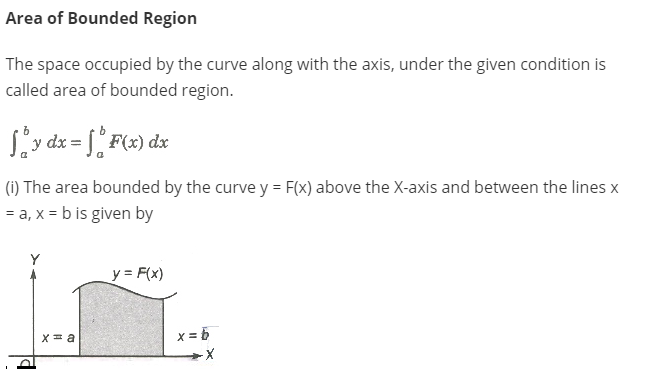 Area of Bounded Region
The space occupied by the curve along with the axis, under the given condition is
called area of bounded region.
∫ₐᵇ y dx = ∫ₐᵇ F(x) dx
(i) The area bounded by the curve y = F(x) above the X-axis and between the lines x
= a, x = b is given by
Y
y = F(x)
x = a
x = b
X